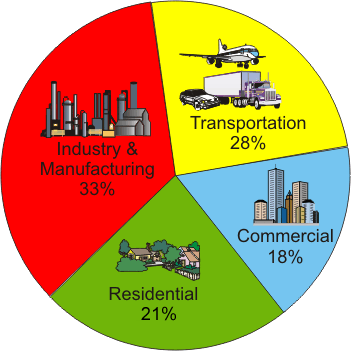 Transportation
28%
Industry &
Manufacturing
33%
Commercial
18%
Residential
21%